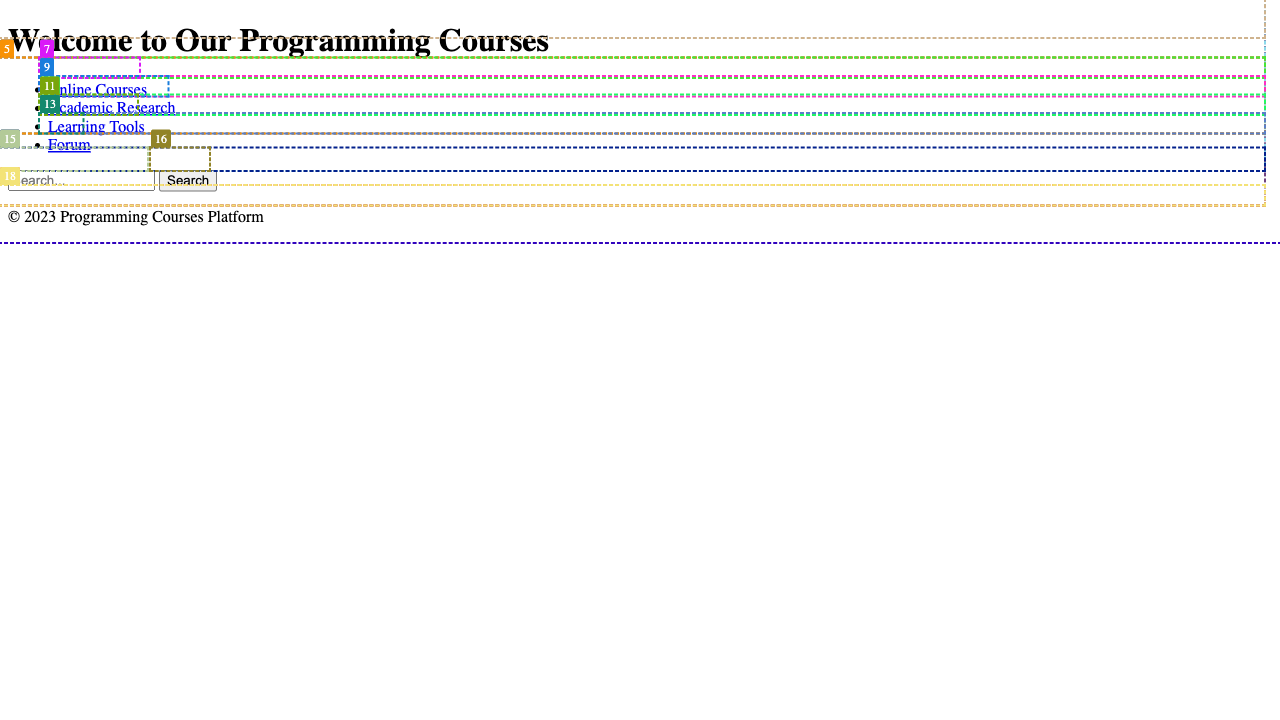 Welcome to Our Programming Courses
5
7
9
Online Courses
11
Academic Research
13
Learning Tools
15
16
Forum
18
Search... Search
© 2023 Programming Courses Platform